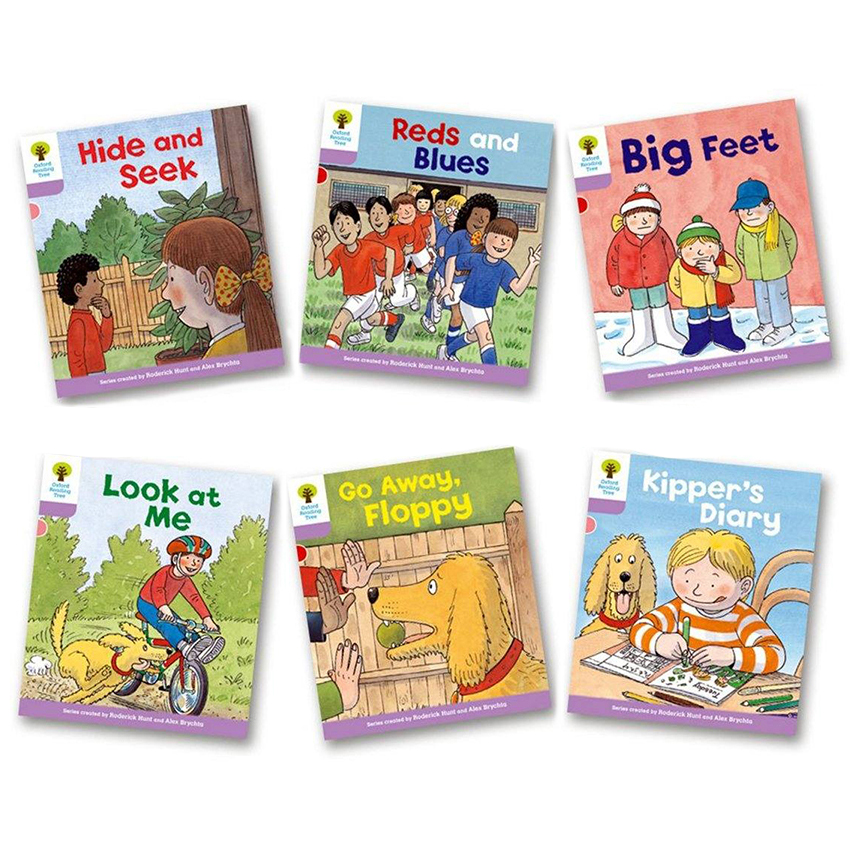 Oxford
Reading
Tree
Hide and
Seek
Series created by Roderick Hunt and Alex Brychta
Oxford
Reading
Tree
Reds and
Blues
Series created by Roderick Hunt and Alex Brychta
Oxford
Reading
Tree
Big Feet
Series created by Roderick Hunt and Alex Brychta
Oxford
Reading
Tree
Look at
Me
Series created by Roderick Hunt and Alex Brychta
Oxford
Reading
Tree
Go Away,
Floppy
Series created by Roderick Hunt and Alex Brychta
Oxford
Reading
Tree
Kipper's
Diary
Series created by Roderick Hunt and Alex Brychta